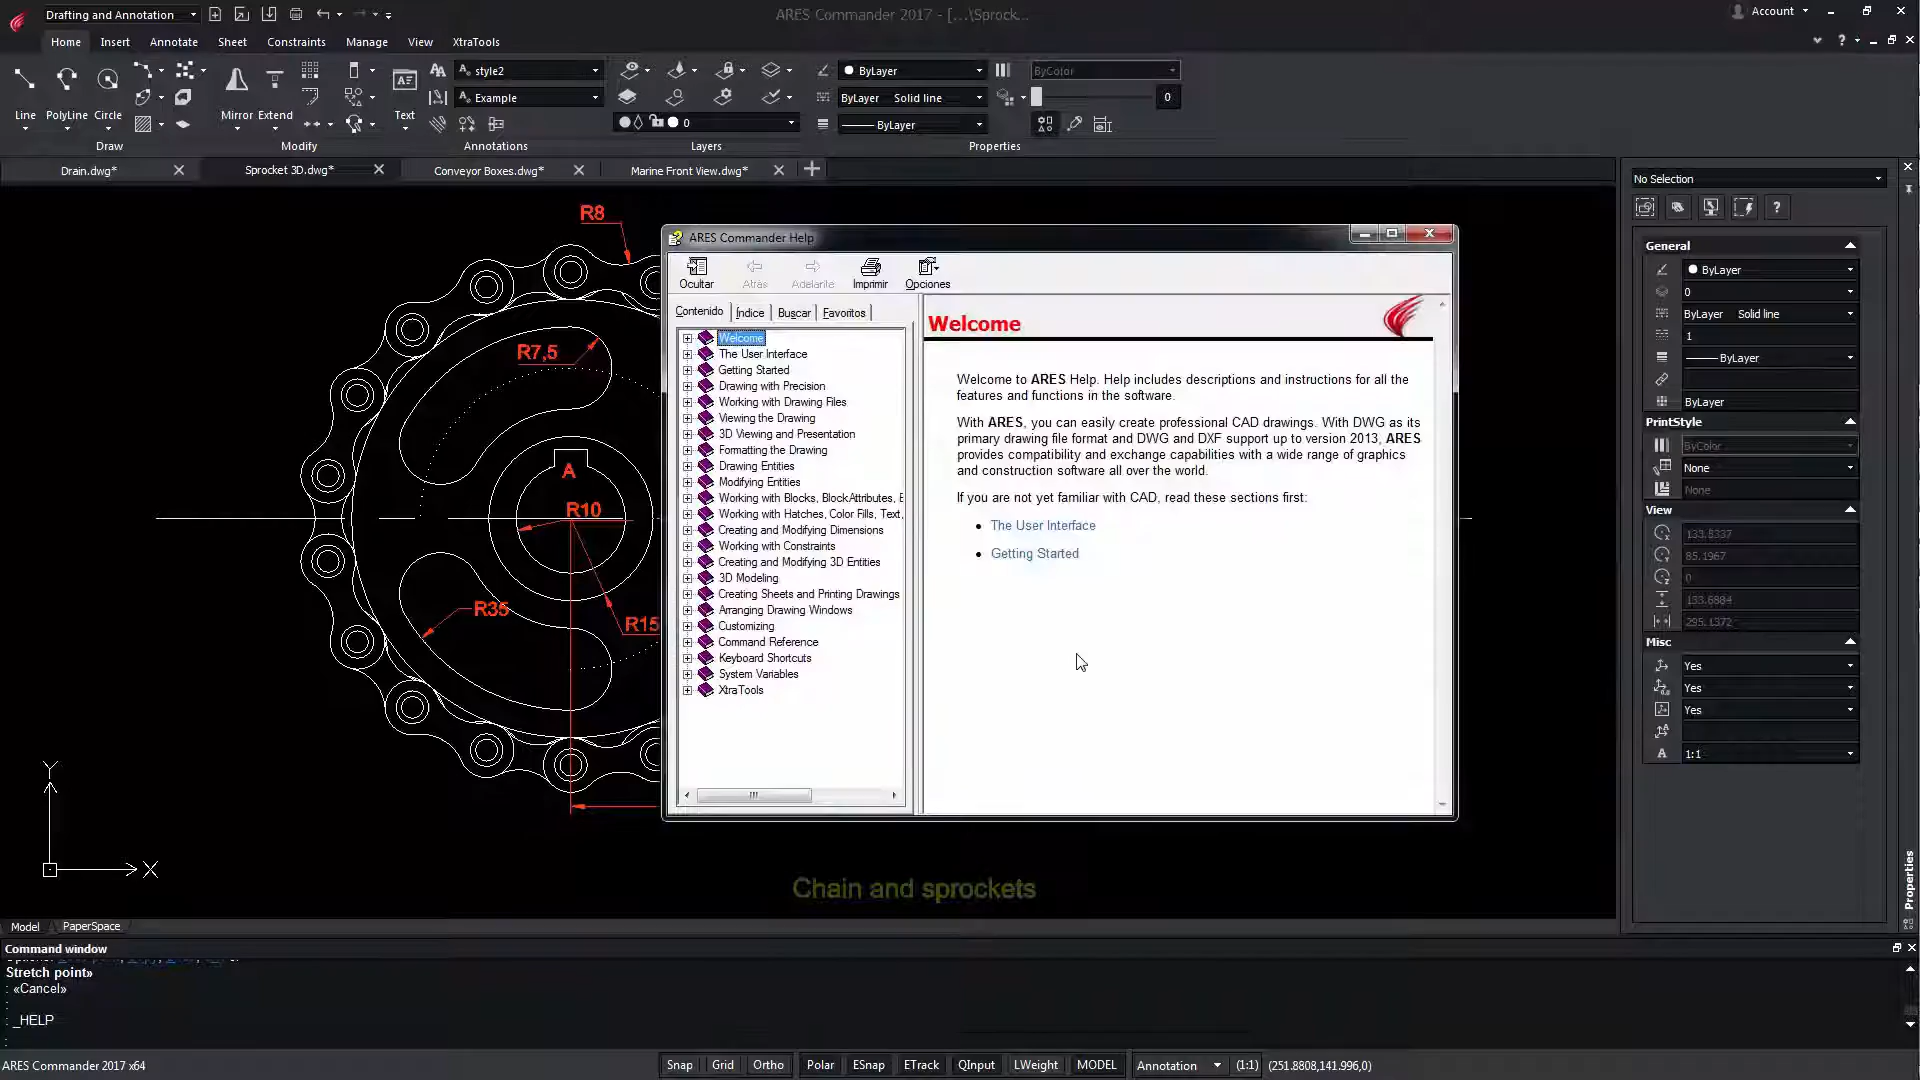 Drafting and Annotation
ARES Commander 2017 - [...\Sprock...
Account
Home Insert Annotate Sheet Constraints Manage View XtraTools
?
style2
ByLayer
ByColor
Example
ByLayer Solid line
0
Line PolyLine Circle Mirror Extend Text
0
ByLayer
Draw Modify Annotations Layers Properties
Drain.dwg* Sprocket 3D.dwg* Conveyor Boxes.dwg* Marine Front View.dwg*
No Selection
R8
R7,5
A
R10
R35
R15
Y
X
Chain and sprockets
ARES Commander Help
Ocultar Atrás Adelante Imprimir Opciones
Contenido Índice Buscar Favoritos
Welcome
The User Interface
Getting Started
Drawing with Precision
Working with Drawing Files
Viewing the Drawing
3D Viewing and Presentation
Formatting the Drawing
Drawing Entities
Modifying Entities
Working with Blocks, BlockAttributes, E
Working with Hatches, Color Fills, Text,
Creating and Modifying Dimensions
Working with Constraints
Creating and Modifying 3D Entities
3D Modeling
Creating Sheets and Printing Drawings
Arranging Drawing Windows
Customizing
Command Reference
Keyboard Shortcuts
System Variables
XtraTools
Welcome
Welcome to ARES Help. Help includes descriptions and instructions for all the
features and functions in the software.
With ARES, you can easily create professional CAD drawings. With DWG as its
primary drawing file format and DWG and DXF support up to version 2013, ARES
provides compatibility and exchange capabilities with a wide range of graphics
and construction software all over the world.
If you are not yet familiar with CAD, read these sections first:
The User Interface
Getting Started
General
ByLayer
0
ByLayer Solid line
1
ByLayer
ByLayer
PrintStyle
ByColor
None
None
View
133.8337
85.1967
0
133.6884
295.1372
Misc
Yes
Yes
Yes
1:1
Properties
Model PaperSpace
Command window
Stretch point»
: «Cancel»
:
: _HELP
:
ARES Commander 2017 x64
Snap Grid Ortho Polar ESnap ETrack QInput LWeight MODEL Annotation (1:1) (251.8808,141.996,0)